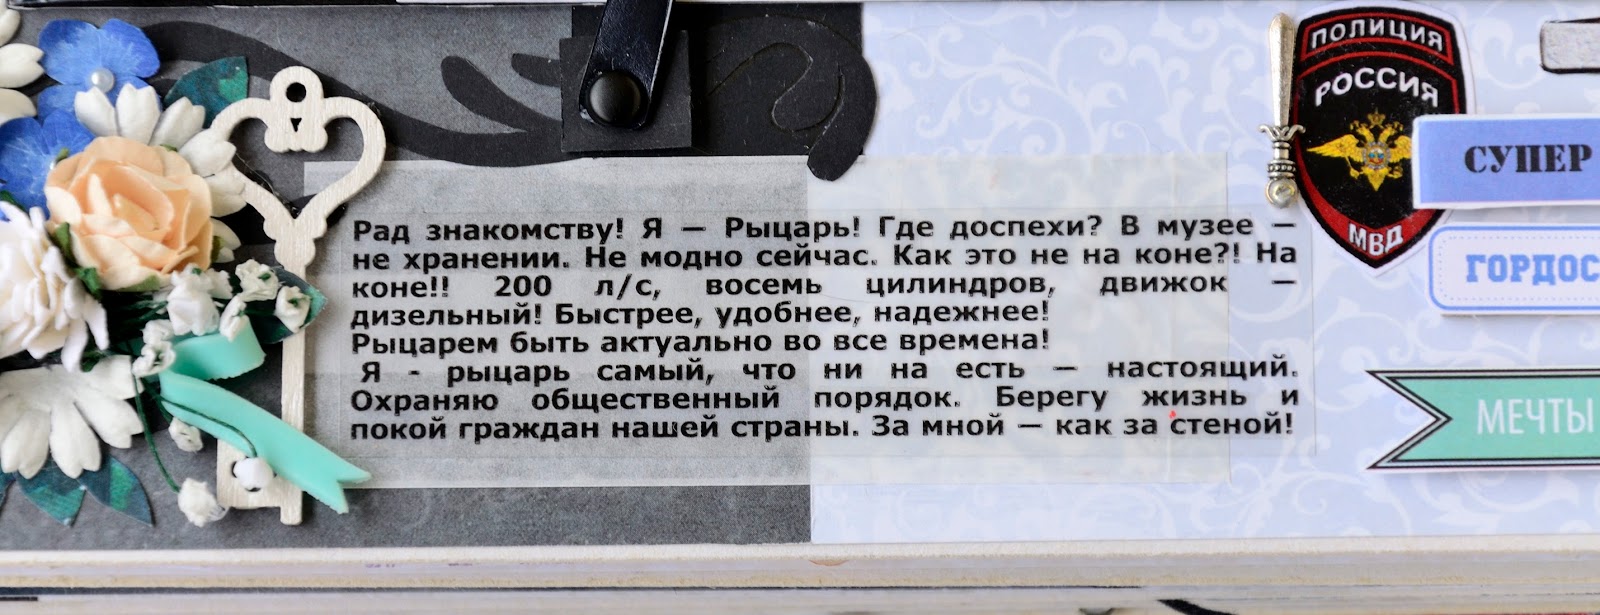 Рад знакомству! Я — Рыцарь! Где доспехи? В музее —
не хранении. Не модно сейчас. Как это не на коне?! На
коне!! 200 л/с, восемь цилиндров, движок —
дизельный! Быстрее, удобнее, надежнее!
Рыцарем быть актуально во все времена!
Я - рыцарь самый, что ни на есть — настоящий.
Охраняю общественный порядок. Берегу жизнь и
покой граждан нашей страны. За мной — как за стеной!
ПОЛИЦИЯ
РОССИЯ
МВД
СУПЕР
ГОРДОС
МЕЧТЫ